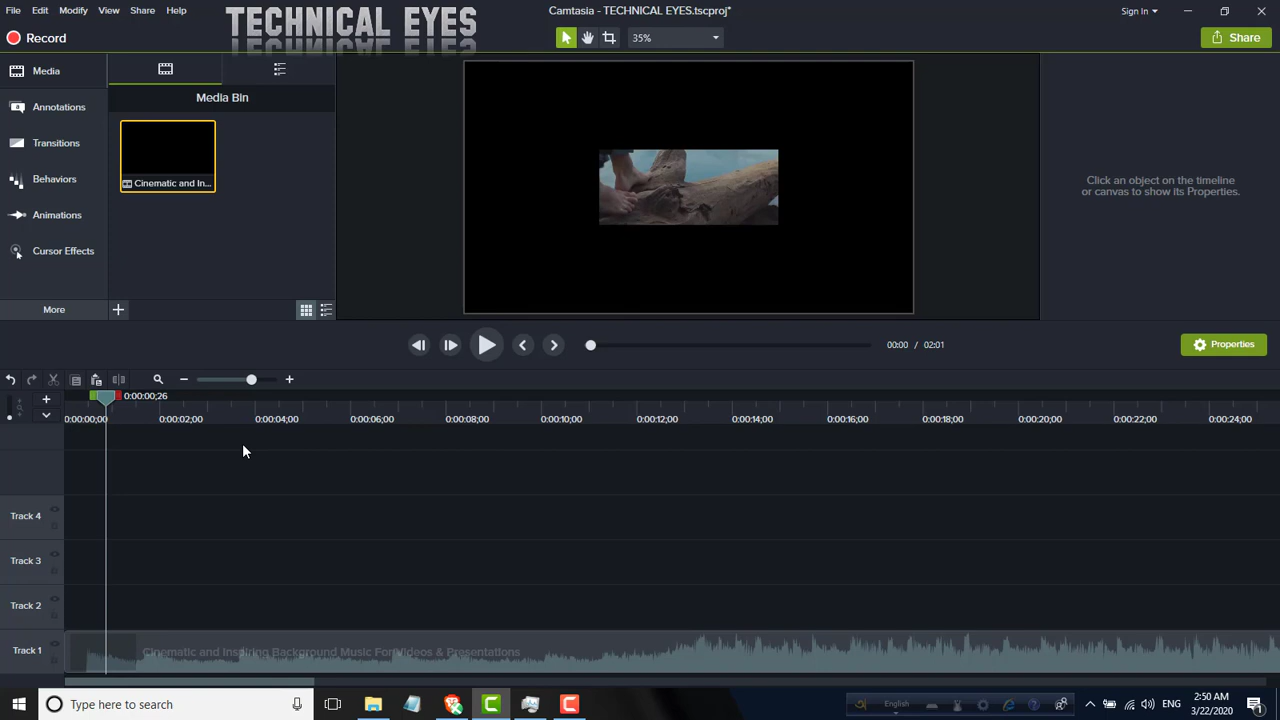 File Edit Modify View Share Help
TECHNICAL EYES
Camtasia - TECHNICAL EYES.tscproj*
Sign In
Record
35%
Share
Media
Annotations
Transitions
Behaviors
Animations
Cursor Effects
More
Media Bin
Cinematic and In...
Click an object on the timeline
or canvas to show its Properties.
00:00 / 02:01
Properties
0:00:00;26
0:00:00;00 0:00:02;00 0:00:04;00 0:00:06;00 0:00:08;00 0:00:10;00 0:00:12;00 0:00:14;00 0:00:16;00 0:00:18;00 0:00:20;00 0:00:22;00 0:00:24;00
Track 4
Track 3
Track 2
Track 1
Cinematic and Inspiring Background Music For Videos & Presentations
Type here to search
English
ENG
2:50 AM
3/22/2020